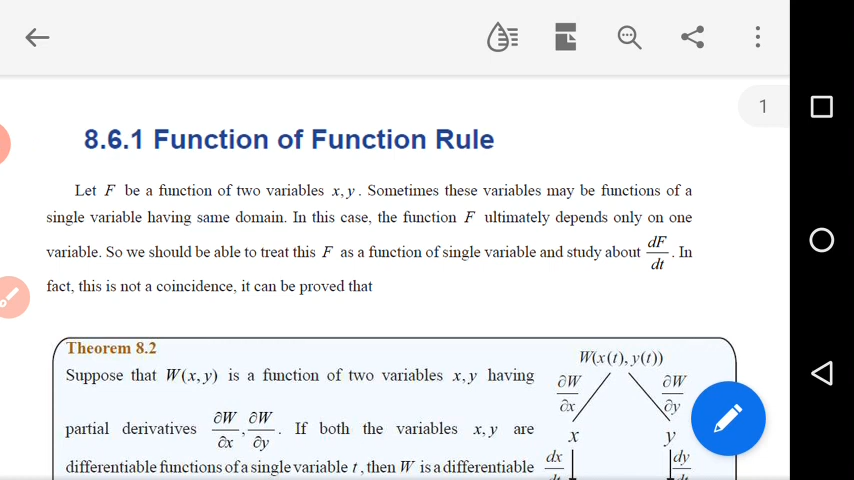 1
8.6.1 Function of Function Rule
Let F be a function of two variables x, y. Sometimes these variables may be functions of a
single variable having same domain. In this case, the function F ultimately depends only on one
variable. So we should be able to treat this F as a function of single variable and study about dF/dt. In
fact, this is not a coincidence, it can be proved that
Theorem 8.2
Suppose that W(x, y) is a function of two variables x, y having
partial derivatives ∂W/∂x, ∂W/∂y. If both the variables x, y are
differentiable functions of a single variable t, then W is a differentiable
W(x(t), y(t))
∂W/∂x ∂W/∂y
x y
dx/dt dy/dt